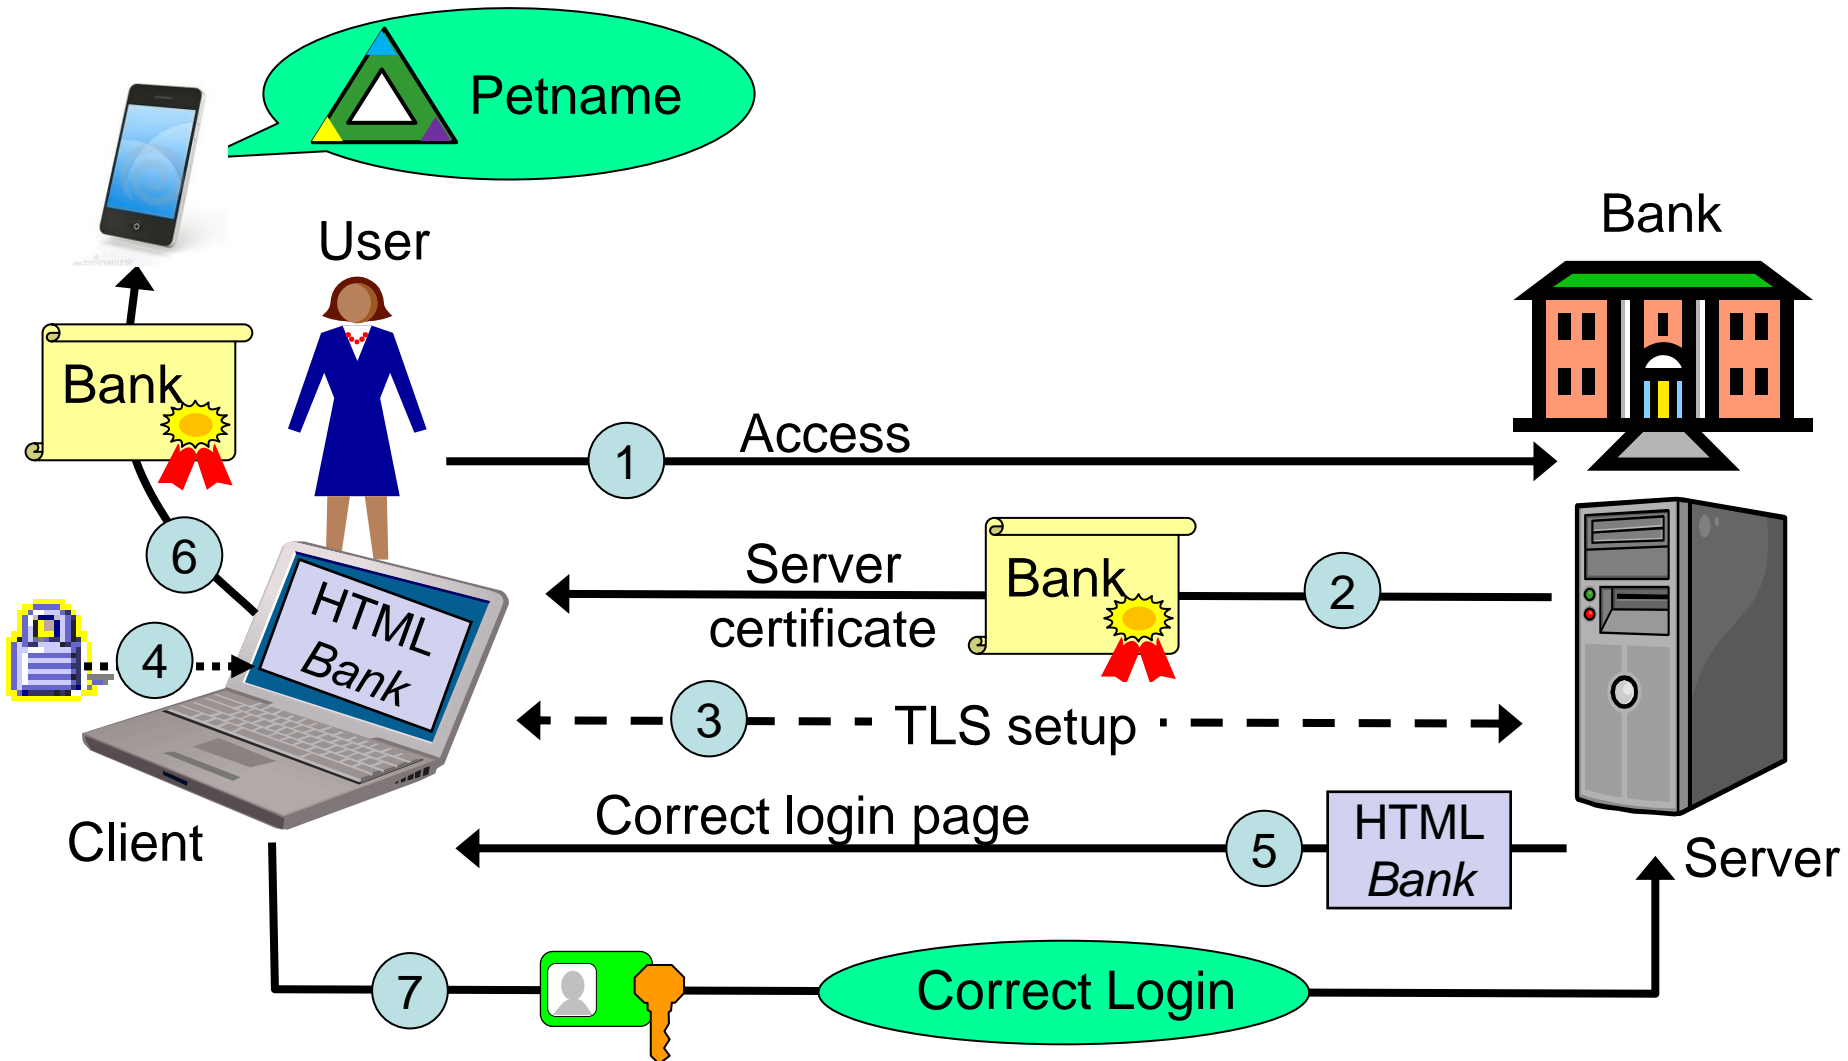 Petname
User
Bank
Bank
Access
1
6
Server
certificate
Bank
2
HTML
Bank
4
3
TLS setup
Client
Correct login page
5
HTML
Bank
Server
7
Correct Login